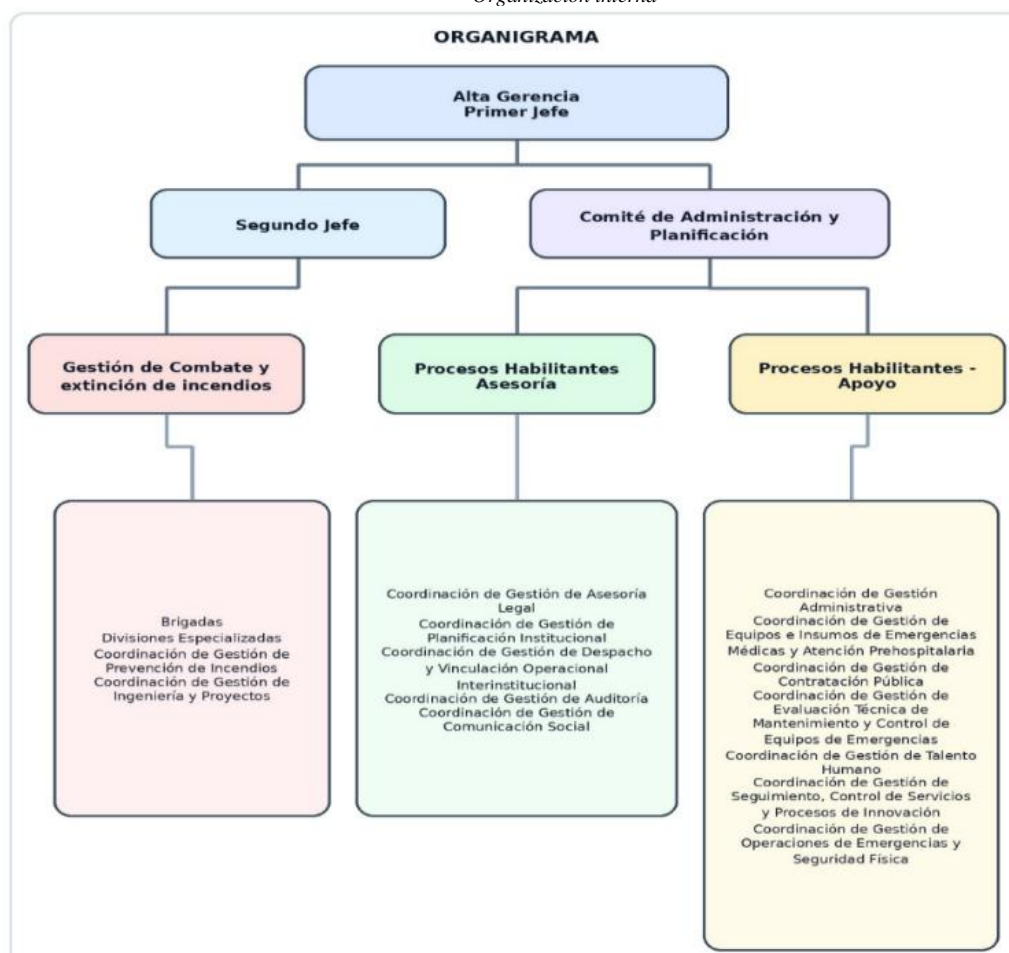 Organización interna
ORGANIGRAMA
Alta Gerencia
Primer Jefe
Segundo Jefe
Comité de Administración y
Planificación
Gestión de Combate y
extinción de incendios
Procesos Habilitantes
Asesoría
Procesos Habilitantes -
Apoyo
Brigadas
Divisiones Especializadas
Coordinación de Gestión de
Prevención de Incendios
Coordinación de Gestión de
Ingeniería y Proyectos
Coordinación de Gestión de Asesoría
Legal
Coordinación de Gestión de
Planificación Institucional
Coordinación de Gestión de Despacho
y Vinculación Operacional
Interinstitucional
Coordinación de Gestión de Auditoría
Coordinación de Gestión de
Comunicación Social
Coordinación de Gestión
Administrativa
Coordinación de Gestión de
Equipos e Insumos de Emergencias
Médicas y Atención Prehospitalaria
Coordinación de Gestión de
Contratación Pública
Coordinación de Gestión de
Evaluación Técnica de
Mantenimiento y Control de
Equipos de Emergencias
Coordinación de Gestión de Talento
Humano
Coordinación de Gestión de
Seguimiento, Control de Servicios
y Procesos de Innovación
Coordinación de Gestión de
Operaciones de Emergencias y
Seguridad Física